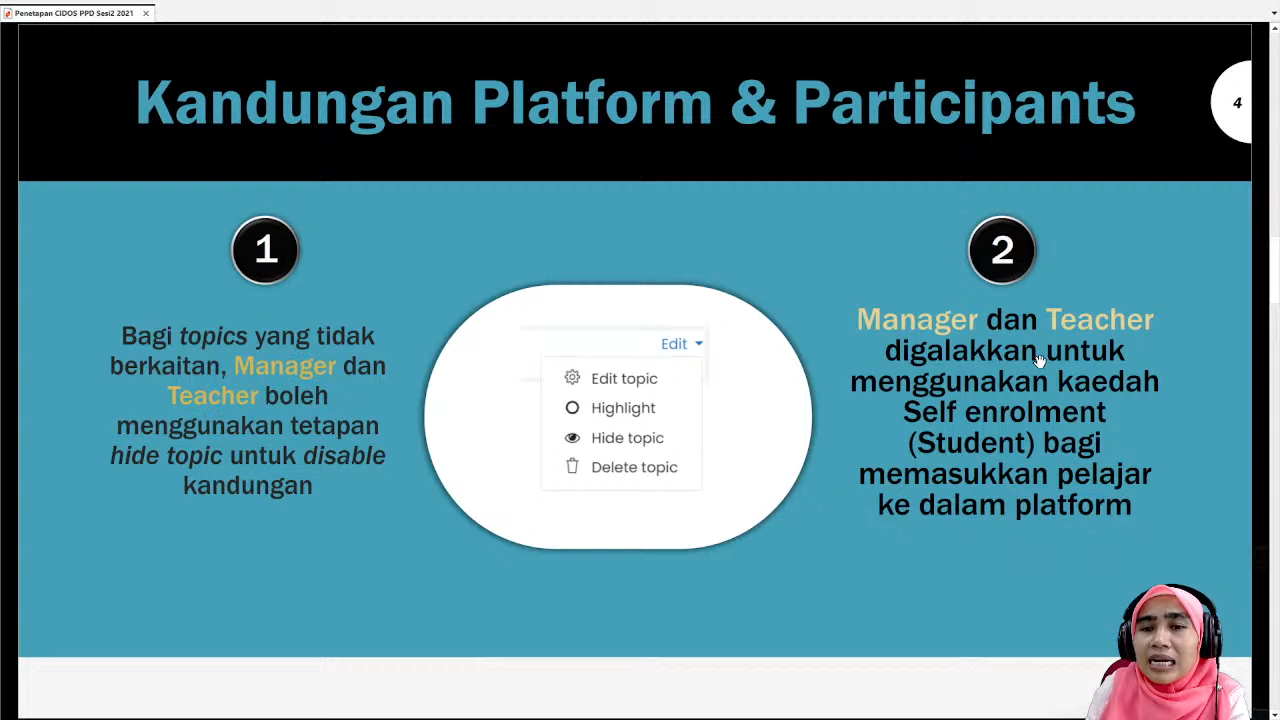 Penetapan CIDOS PPD Sesi2 2021
Kandungan Platform & Participants
4
1
Bagi topics yang tidak
berkaitan, Manager dan
Teacher boleh
menggunakan tetapan
hide topic untuk disable
kandungan
Edit
Edit topic
Highlight
Hide topic
Delete topic
2
Manager dan Teacher
digalakkan untuk
menggunakan kaedah
Self enrolment
(Student) bagi
memasukkan pelajar
ke dalam platform